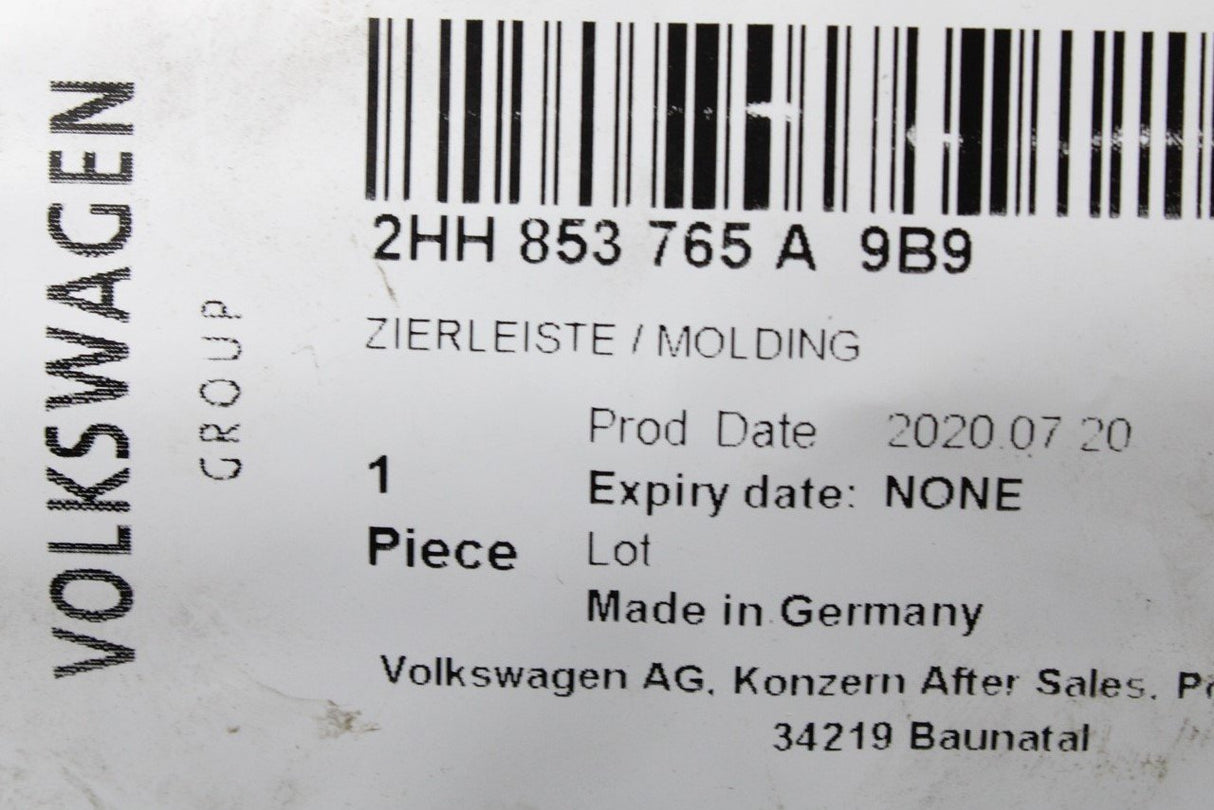 VOLKSWAGEN
GROUP
2HH 853 765 A 9B9
ZIERLEISTE / MOLDING
Prod Date 2020.07 20
1
Expiry date: NONE
Piece
Lot
Made in Germany
Volkswagen AG, Konzern After Sales,
34219 Baunatal